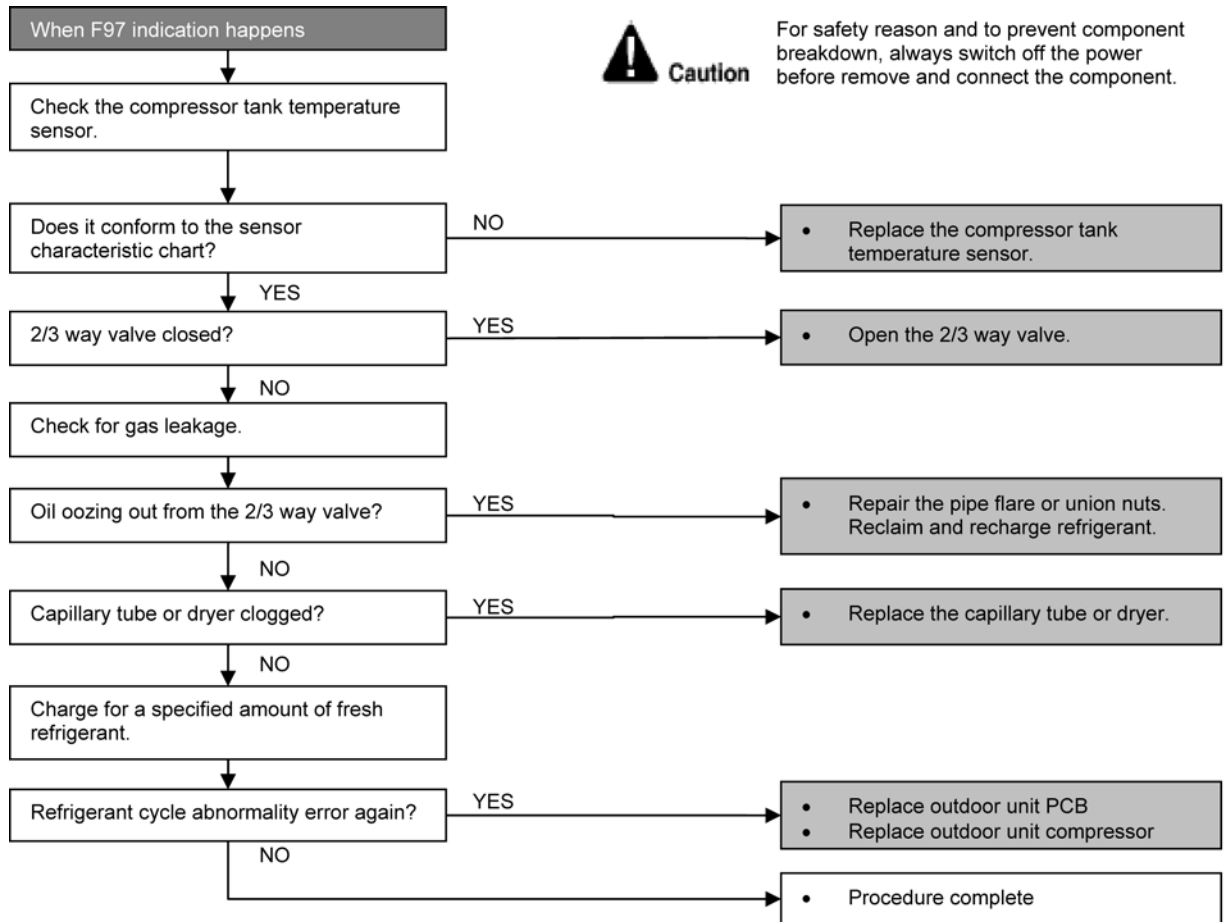 When F97 indication happens
Caution
For safety reason and to prevent component
breakdown, always switch off the power
before remove and connect the component.
Check the compressor tank temperature
sensor.
Does it conform to the sensor
characteristic chart?
NO
• Replace the compressor tank
temperature sensor.
YES
2/3 way valve closed?
YES
• Open the 2/3 way valve.
NO
Check for gas leakage.
Oil oozing out from the 2/3 way valve?
YES
• Repair the pipe flare or union nuts.
Reclaim and recharge refrigerant.
NO
Capillary tube or dryer clogged?
YES
• Replace the capillary tube or dryer.
NO
Charge for a specified amount of fresh
refrigerant.
Refrigerant cycle abnormality error again?
YES
• Replace outdoor unit PCB
• Replace outdoor unit compressor
NO
• Procedure complete